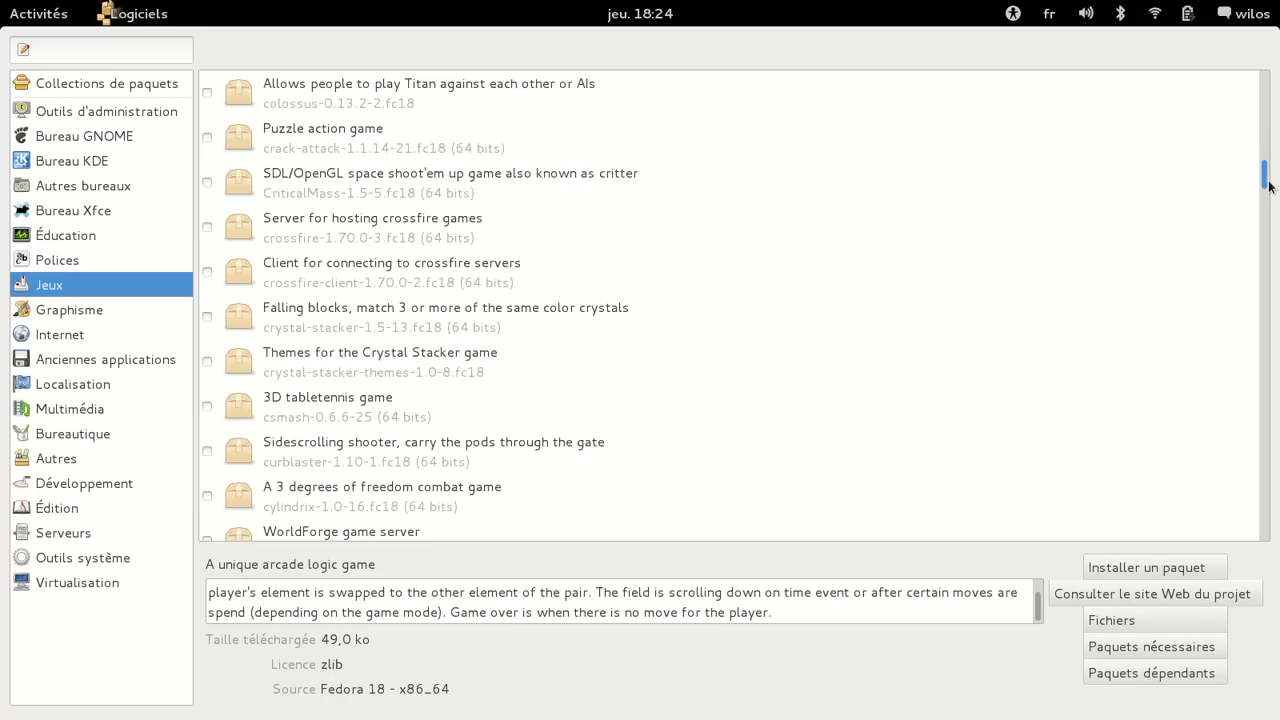 Activités
Logiciels
jeu. 18:24
fr
wilos
Collections de paquets
Outils d'administration
Bureau GNOME
Bureau KDE
Autres bureaux
Bureau Xfce
Éducation
Polices
Jeux
Graphisme
Internet
Anciennes applications
Localisation
Multimédia
Bureautique
Autres
Développement
Édition
Serveurs
Outils système
Virtualisation
Allows people to play Titan against each other or AIs
colossus-0.13.2-2.fc18
Puzzle action game
crack-attack-1.1.14-21.fc18 (64 bits)
SDL/OpenGL space shoot'em up game also known as critter
CriticalMass-1.5-5.fc18 (64 bits)
Server for hosting crossfire games
crossfire-1.70.0-3.fc18 (64 bits)
Client for connecting to crossfire servers
crossfire-client-1.70.0-2.fc18 (64 bits)
Falling blocks, match 3 or more of the same color crystals
crystal-stacker-1.5-13.fc18 (64 bits)
Themes for the Crystal Stacker game
crystal-stacker-themes-1.0-8.fc18
3D tabletennis game
csmash-0.6.6-25 (64 bits)
Sidescrolling shooter, carry the pods through the gate
curblaster-1.10-1.fc18 (64 bits)
A 3 degrees of freedom combat game
cylindrix-1.0-16.fc18 (64 bits)
WorldForge game server
A unique arcade logic game
player's element is swapped to the other element of the pair. The field is scrolling down on time event or after certain moves are
spend (depending on the game mode). Game over is when there is no move for the player.
Taille téléchargée 49,0 ko
Licence zlib
Source Fedora 18 - x86_64
Installer un paquet
Consulter le site Web du projet
Fichiers
Paquets nécessaires
Paquets dépendants